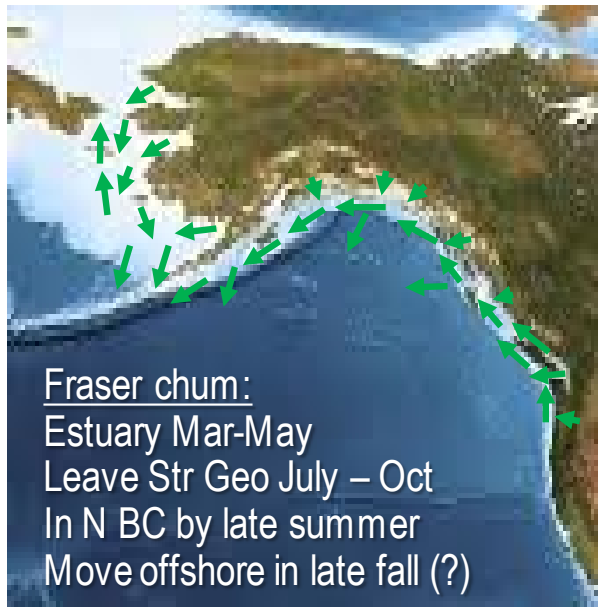 Fraser chum:
Estuary Mar-May
Leave Str Geo July – Oct
In N BC by late summer
Move offshore in late fall (?)